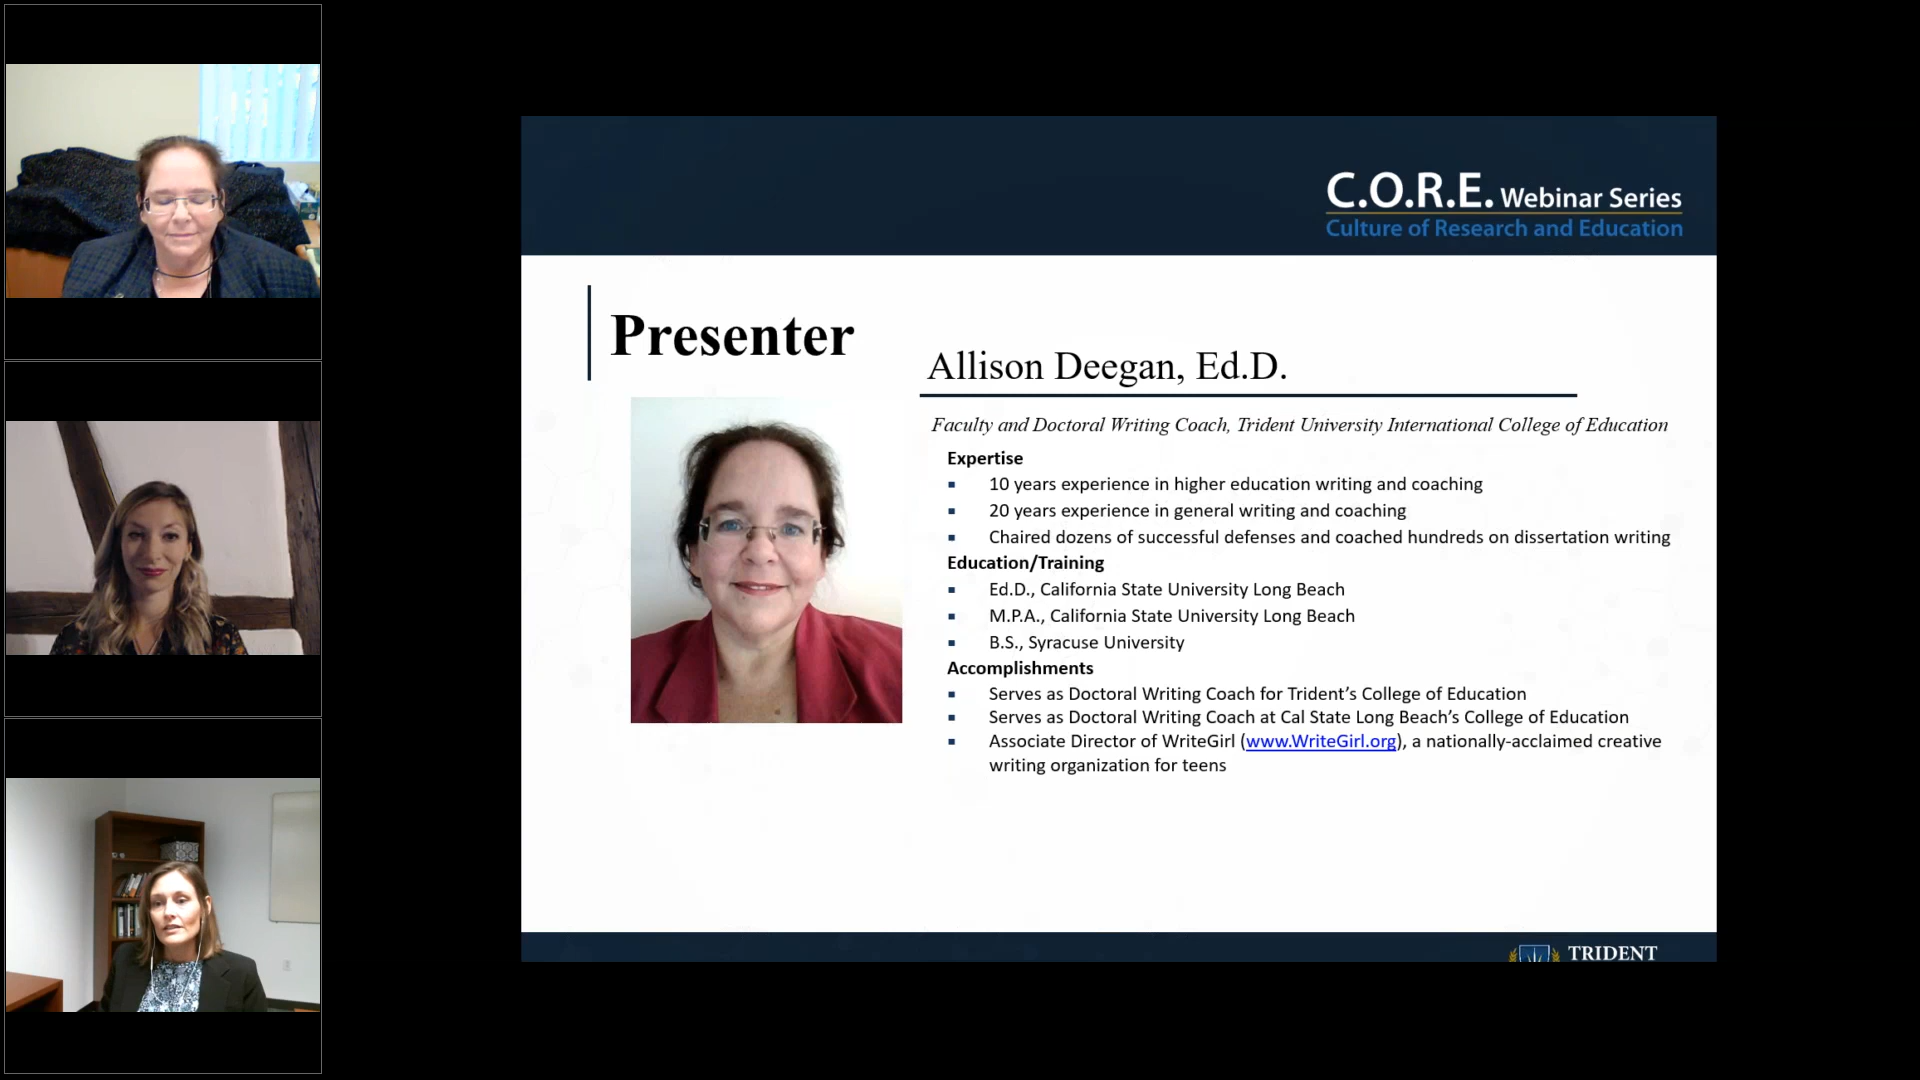 C.O.R.E. Webinar Series
Culture of Research and Education
Presenter
Allison Deegan, Ed.D.
Faculty and Doctoral Writing Coach, Trident University International College of Education
Expertise
10 years experience in higher education writing and coaching
20 years experience in general writing and coaching
Chaired dozens of successful defenses and coached hundreds on dissertation writing
Education/Training
Ed.D., California State University Long Beach
M.P.A., California State University Long Beach
B.S., Syracuse University
Accomplishments
Serves as Doctoral Writing Coach for Trident’s College of Education
Serves as Doctoral Writing Coach at Cal State Long Beach’s College of Education
Associate Director of WriteGirl (www.WriteGirl.org), a nationally-acclaimed creative
writing organization for teens
TRIDENT